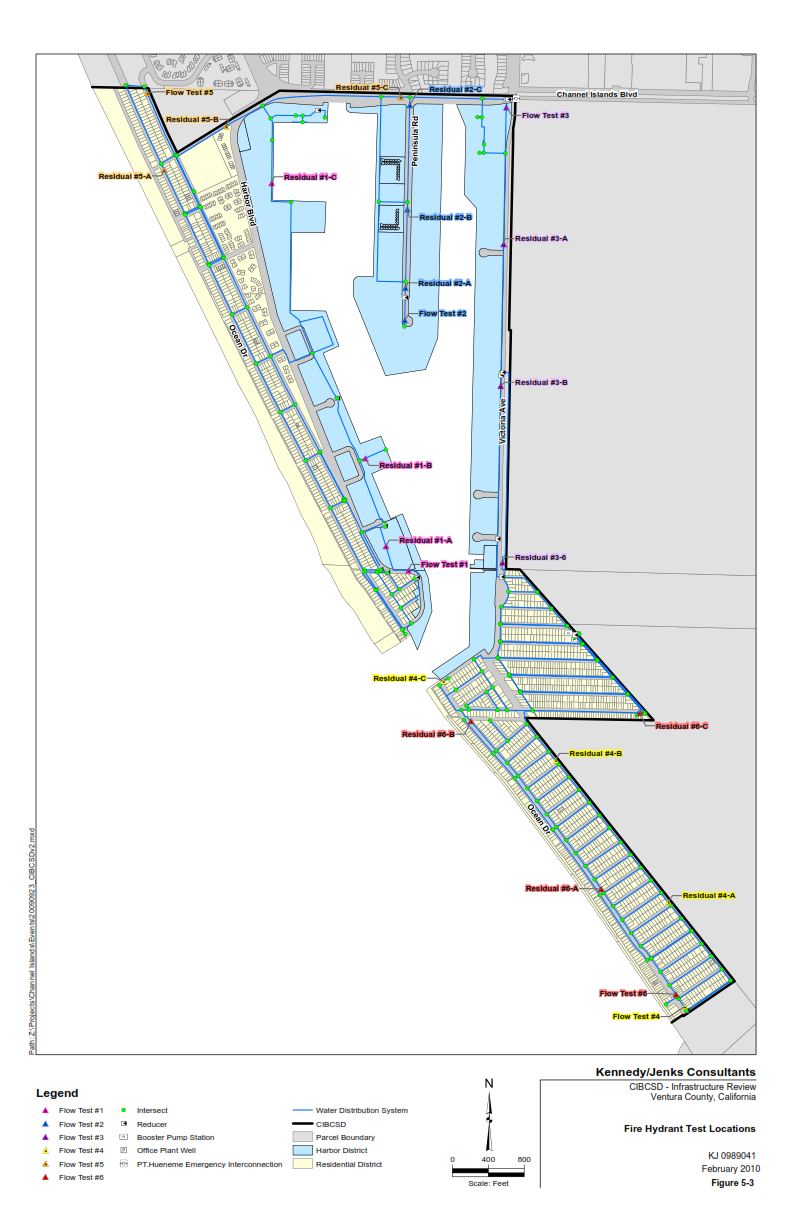 Channel Islands Blvd
Residual #5-C
Residual #2-C
Flow Test #5
Flow Test #3
Residual #5-B
Peninsula Rd
Residual #5-A
Residual #1-C
Harbor Blvd
Residual #2-B
Residual #3-A
Residual #2-A
Flow Test #2
Ocean Dr
Residual #3-B
Victoria Ave
Residual #1-B
Residual #1-A
Residual #3-6
Flow Test #1
Residual #4-C
Residual #6-C
Residual #6-B
Residual #4-B
Ocean Dr
Residual #6-A
Residual #4-A
Flow Test #6
Flow Test #4
Path: Z:\Projects\Channel Islands\Events\20090923_CIBCSDv2.mxd
Kennedy/Jenks Consultants
CIBCSD - Infrastructure Review
Ventura County, California
Fire Hydrant Test Locations
KJ 0989041
February 2010
Figure 5-3
Legend
Flow Test #1
Flow Test #2
Flow Test #3
Flow Test #4
Flow Test #5
Flow Test #6
Intersect
Reducer
Booster Pump Station
Office Plant Well
PT.Hueneme Emergency Interconnection
Water Distribution System
CIBCSD
Parcel Boundary
Harbor District
Residential District
N
0 400 800
Scale: Feet